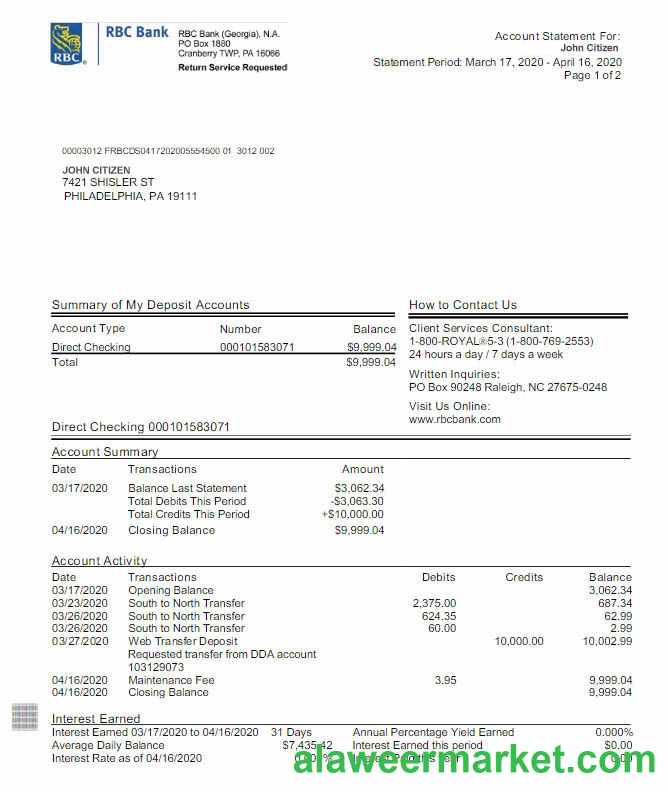 RBC
RBC Bank
RBC Bank (Georgia), N.A.
PO Box 1880
Cranberry TWP, PA 16066
Return Service Requested
Account Statement For:
John Citizen
Statement Period: March 17, 2020 - April 16, 2020
Page 1 of 2
00003012 FRBCDS0417202005554500 01 3012 002
JOHN CITIZEN
7421 SHISLER ST
PHILADELPHIA, PA 19111
Summary of My Deposit Accounts
Account Type Number Balance
Direct Checking 000101583071 $9,999.04
Total $9,999.04
How to Contact Us
Client Services Consultant:
1-800-ROYAL®5-3 (1-800-769-2553)
24 hours a day / 7 days a week
Written Inquiries:
PO Box 90248 Raleigh, NC 27675-0248
Visit Us Online:
www.rbcbank.com
Direct Checking 000101583071
Account Summary
Date Transactions Amount
03/17/2020 Balance Last Statement $3,062.34
Total Debits This Period -$3,063.30
Total Credits This Period +$10,000.00
04/16/2020 Closing Balance $9,999.04
Account Activity
Date Transactions Debits Credits Balance
03/17/2020 Opening Balance 3,062.34
03/23/2020 South to North Transfer 2,375.00 687.34
03/26/2020 South to North Transfer 624.35 62.99
03/26/2020 South to North Transfer 60.00 2.99
03/27/2020 Web Transfer Deposit 10,000.00 10,002.99
Requested transfer from DDA account
103129073
04/16/2020 Maintenance Fee 3.95 9,999.04
04/16/2020 Closing Balance 9,999.04
Interest Earned
Interest Earned 03/17/2020 to 04/16/2020 31 Days Annual Percentage Yield Earned 0.000%
Average Daily Balance $7,435.42 Interest Earned this period $0.00
Interest Rate as of 04/16/2020
alaweermarket.com